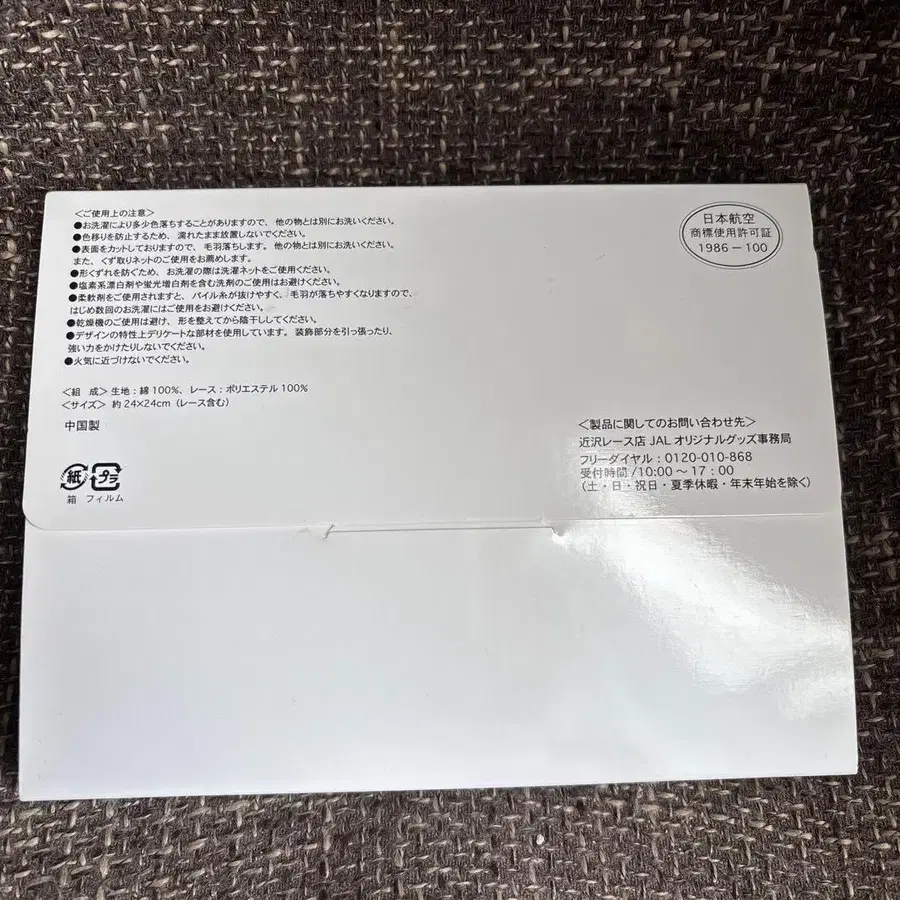 ＜ご使用上の注意＞
●お洗濯により多少色落ちすることがありますので、他の物とは別にお洗いください。
●色移りを防止するため、濡れたまま放置しないでください。
●表面をカットしておりますので、毛羽落ちします。他の物とは別にお洗いください。
また、くず取りネットのご使用をお薦めします。
●形くずれを防ぐため、お洗濯の際は洗濯ネットをご使用ください。
●塩素系漂白剤や蛍光増白剤を含む洗剤のご使用はお避けください。
●柔軟剤をご使用されますと、パイル糸が抜けやすく、毛羽が落ちやすくなりますので、
はじめ数回のお洗濯にはご使用をお避けください。
●乾燥機のご使用は避け、形を整えてから陰干ししてください。
●デザインの特性上デリケートな部材を使用しています。装飾部分を引っ張ったり、
強い力をかけたりしないでください。
●火気に近づけないでください。
＜組　成＞生地：綿100%、レース：ポリエステル100%
＜サイズ＞ 約24×24cm（レース含む）
中国製
紙 プラ
箱 フィルム
日本航空
商標使用許可証
1986－100
＜製品に関してのお問い合わせ先＞
近沢レース店 JALオリジナルグッズ事務局
フリーダイヤル：0120-010-868
受付時間/10:00～17:00
（土・日・祝日・夏季休暇・年末年始を除く）